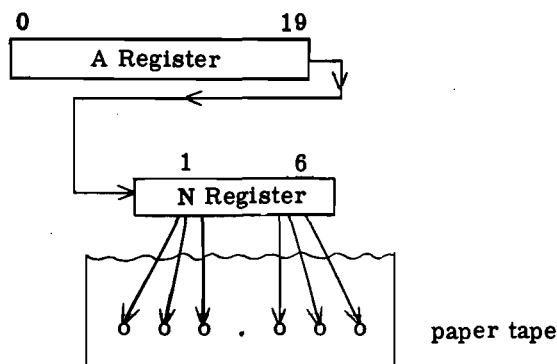 0 19
A Register
1 6
N Register
o o o . o o o paper tape